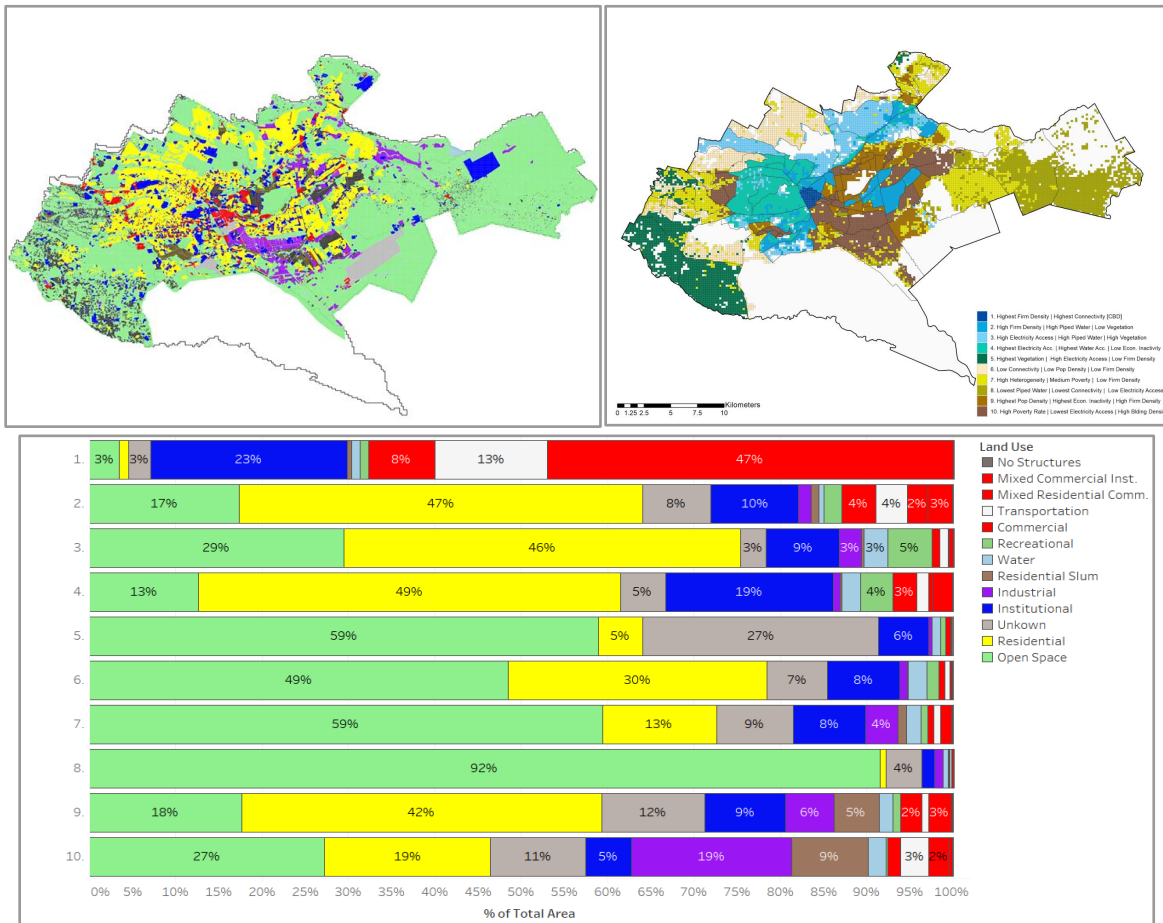 1, Highest Firm Density | Highest Connectivity [CBD]
2, High Firm Density | High Piped Water | Low Vegetation
3, High Electricity Access | High Piped Water | High Vegetation
4, Highest Electricity Acc. | Highest Water Acc. | Low Econ. Inactivity
5, Highest Vegetation | High Electricity Access | Low Firm Density
6, Low Connectivity | Low Pop Density | Low Firm Density
7, High Heterogeneity | Medium Poverty | Low Firm Density
8, Lowest Piped Water | Lowest Connectivity | Low Electricity Access
9, Highest Pop Density | Highest Econ. Inactivity | High Firm Density
10. High Poverty Rate | Lowest Electricity Access | High Blding Densi
Kilometers
0 1.25 2.5 5 7.5 10
1. 3% 3% 23% 8% 13% 47%
2. 17% 47% 8% 10% 4% 4% 2% 3%
3. 29% 46% 3% 9% 3% 3% 5%
4. 13% 49% 5% 19% 4% 3%
5. 59% 5% 27% 6%
6. 49% 30% 7% 8%
7. 59% 13% 9% 8% 4%
8. 92% 4%
9. 18% 42% 12% 9% 6% 5% 2% 3%
10. 27% 19% 11% 5% 19% 9% 3% 2%
0% 5% 10% 15% 20% 25% 30% 35% 40% 45% 50% 55% 60% 65% 70% 75% 80% 85% 90% 95% 100%
% of Total Area
Land Use
No Structures
Mixed Commercial Inst.
Mixed Residential Comm.
Transportation
Commercial
Recreational
Water
Residential Slum
Industrial
Institutional
Unkown
Residential
Open Space